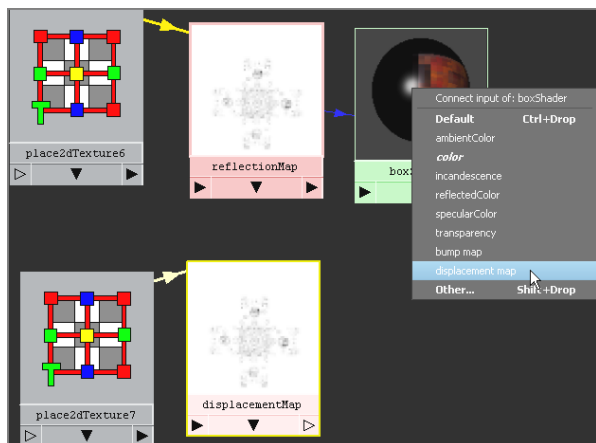 place2dTexture6
reflectionMap
Connect input of: boxShader
Default Ctrl+Drop
ambientColor
color
incandescence
reflectedColor
specularColor
transparency
bump map
displacement map
Other... Shift+Drop
place2dTexture7
displacementMap